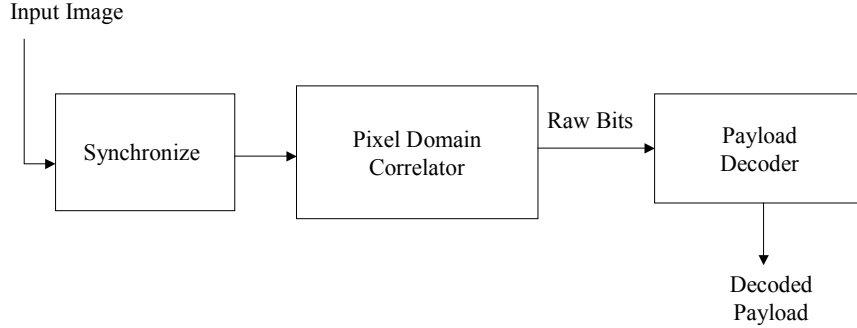 Input Image
Synchronize
Pixel Domain
Correlator
Raw Bits
Payload
Decoder
Decoded
Payload